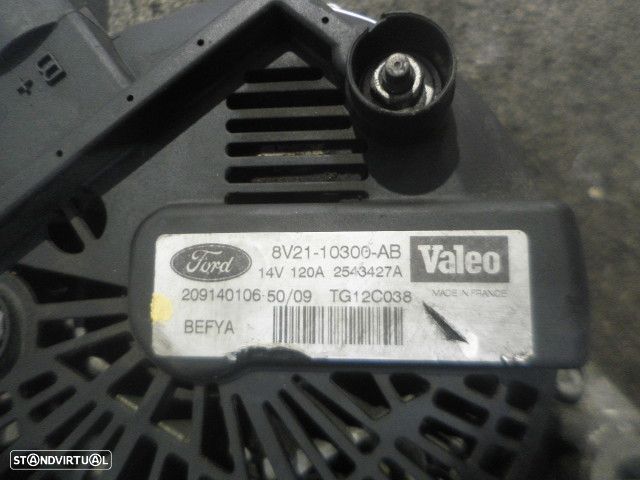 Ford
8V21-10300-AB
Valeo
14V 120A 2543427A
209140106 50/09 TG12C038
MADE IN FRANCE
BEFYA
STANDVIRTUAL